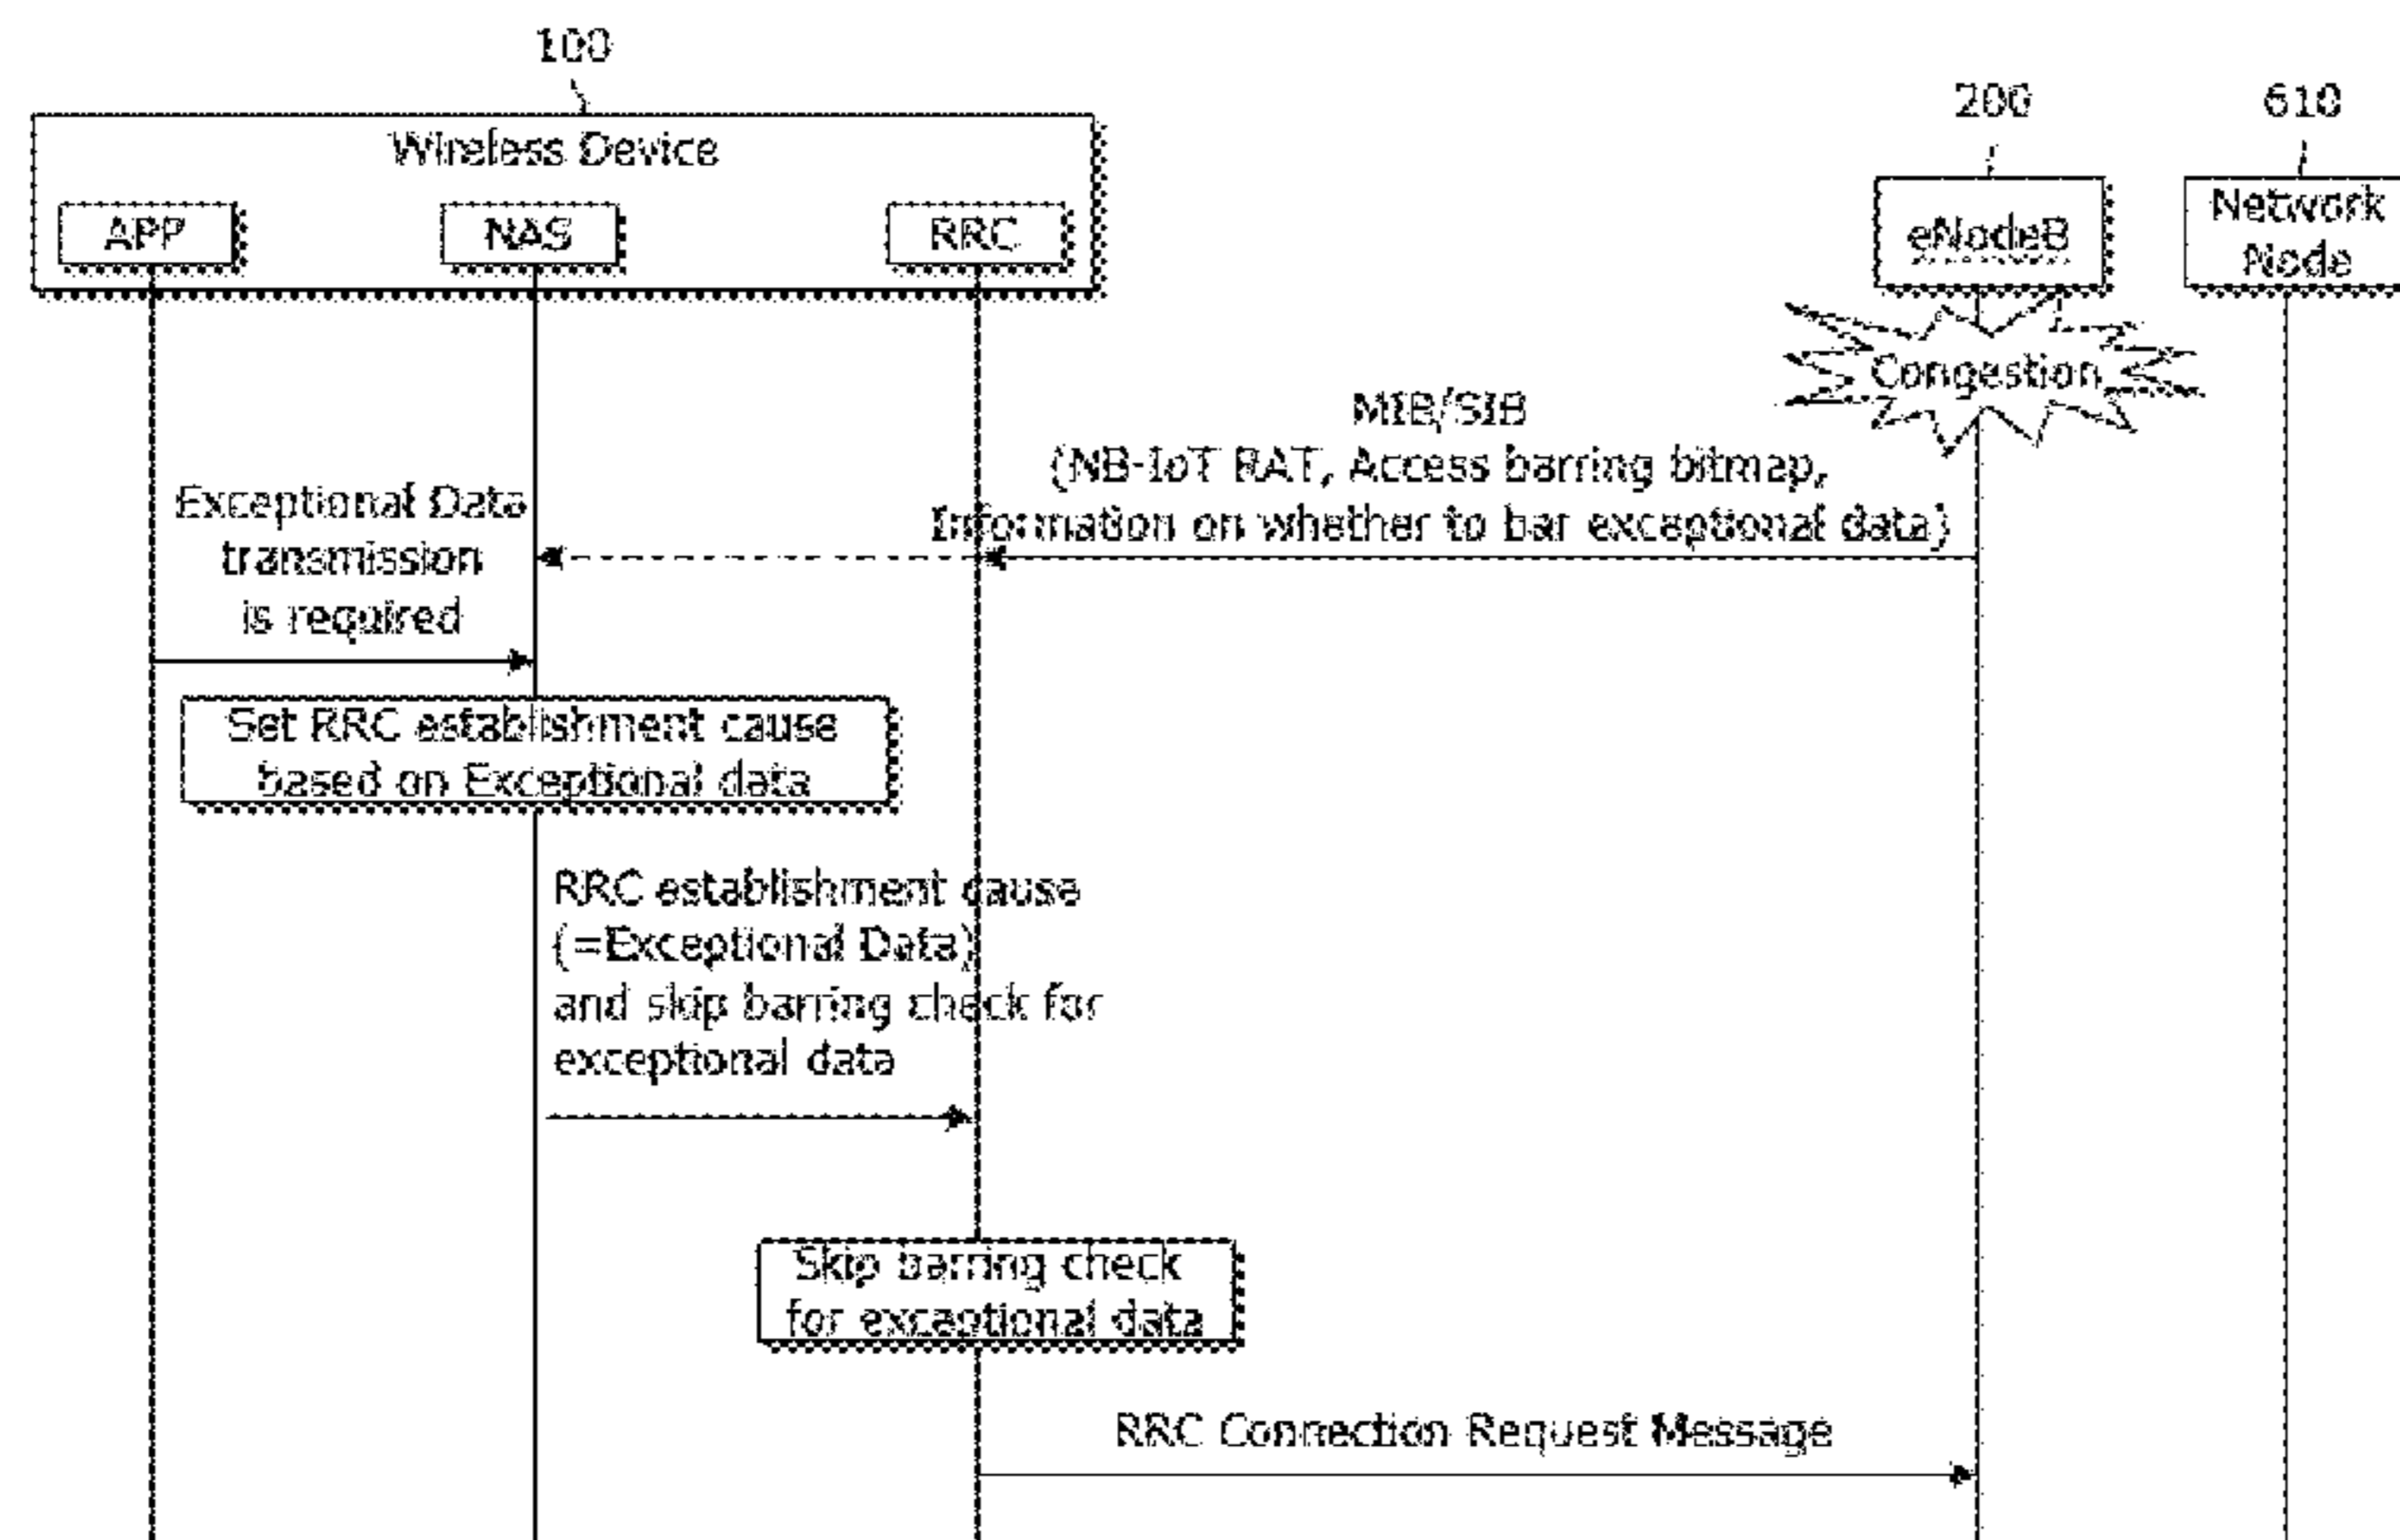 100
200
610
Wireless Device
APP
NAS
RRC
eNodeB
Network
Node
Congestion
MIB/SIB
(NB-IoT RAT, Access barring bitmap,
Information on whether to bar exceptional data)
Exceptional Data
transmission
is required
Set RRC establishment cause
based on Exceptional data
RRC establishment cause
(=Exceptional Data)
and skip barring check for
exceptional data
Skip barring check
for exceptional data
RRC Connection Request Message